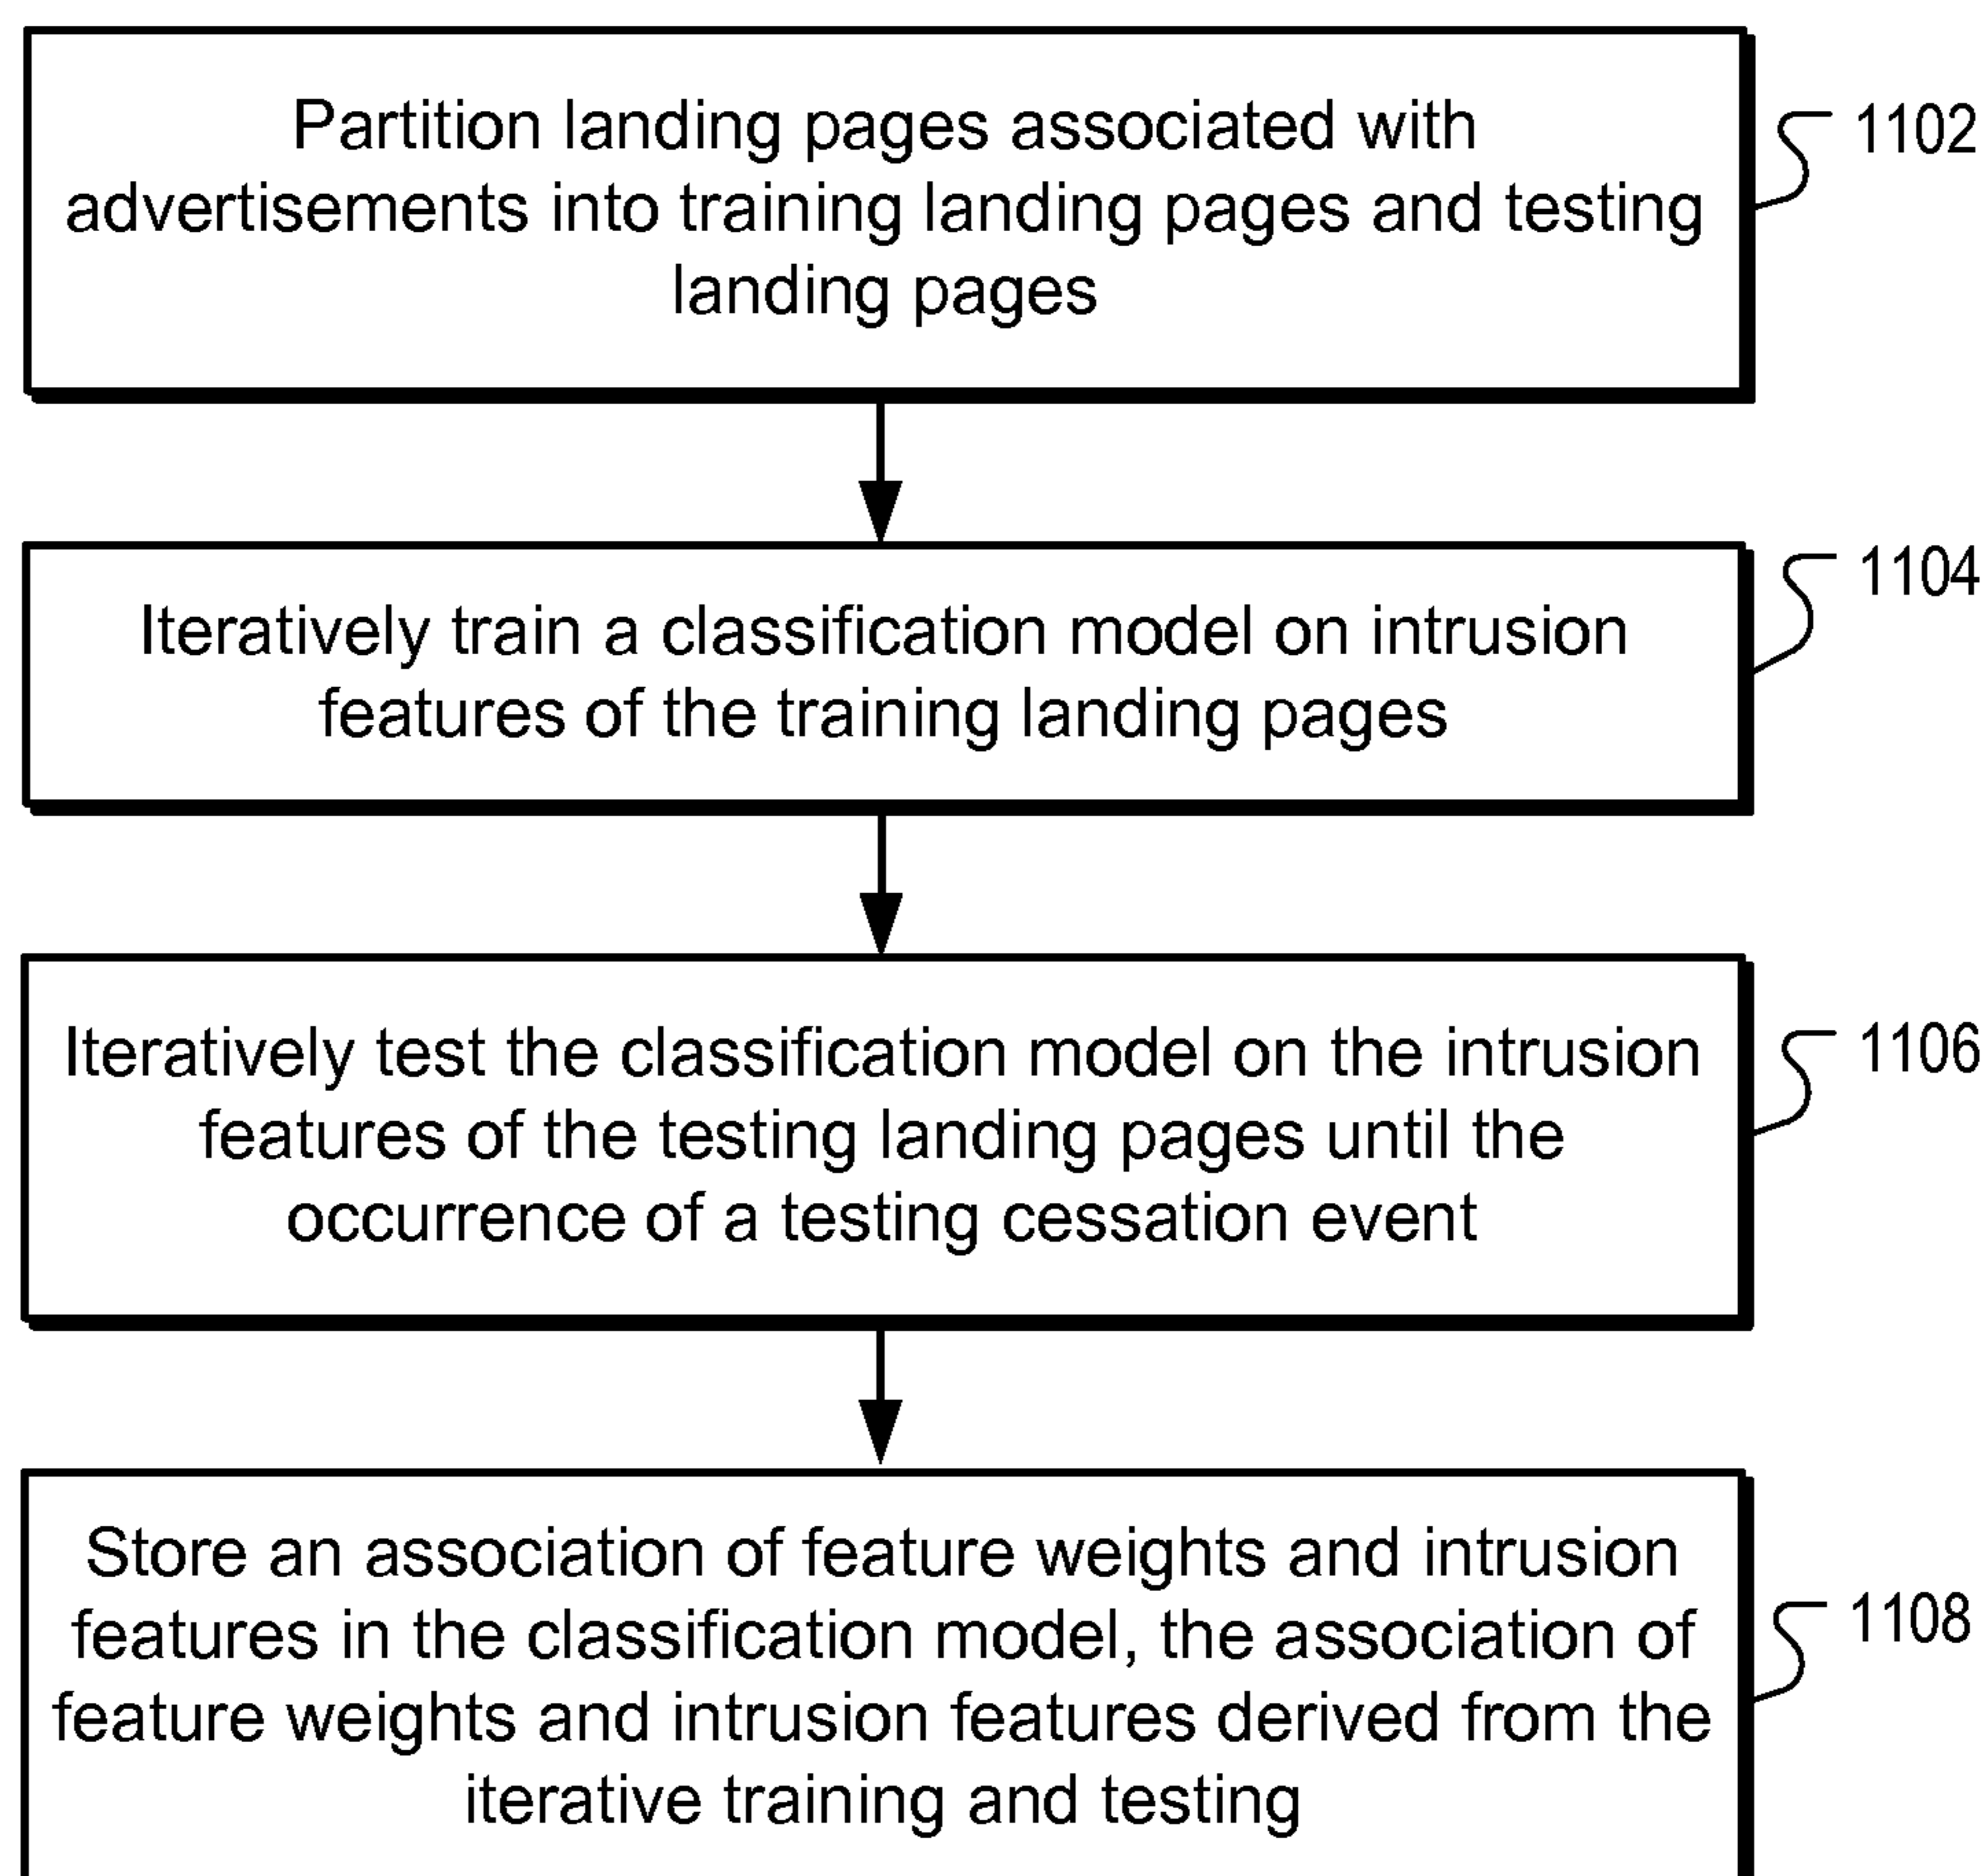 Partition landing pages associated with
advertisements into training landing pages and testing
landing pages
1102
Iteratively train a classification model on intrusion
features of the training landing pages
1104
Iteratively test the classification model on the intrusion
features of the testing landing pages until the
occurrence of a testing cessation event
1106
Store an association of feature weights and intrusion
features in the classification model, the association of
feature weights and intrusion features derived from the
iterative training and testing
1108